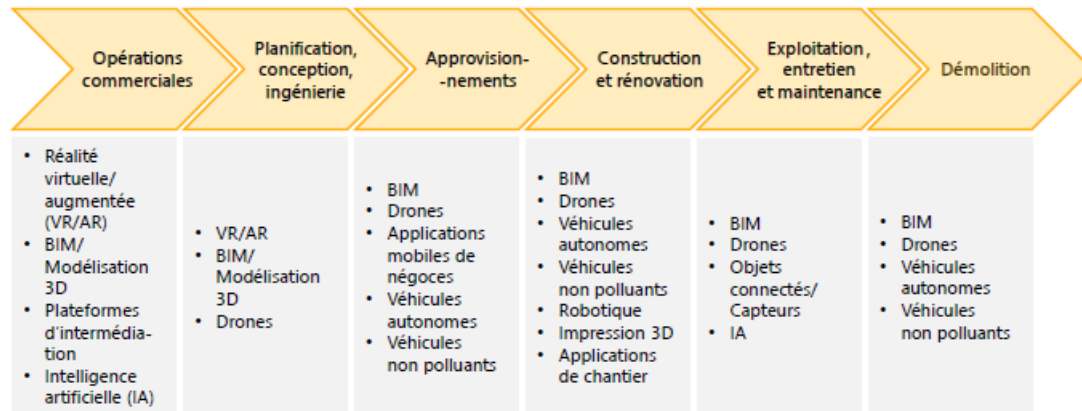 Opérations
commerciales
Planification,
conception,
ingénierie
Approvision-
-nements
Construction
et rénovation
Exploitation,
entretien
et maintenance
Démolition
• Réalité
virtuelle/
augmentée
(VR/AR)
• BIM/
Modélisation
3D
• Plateformes
d'intermédia-
tion
• Intelligence
artificielle (IA)
• VR/AR
• BIM/
Modélisation
3D
• Drones
• BIM
• Drones
• Applications
mobiles de
négoces
• Véhicules
autonomes
• Véhicules
non polluants
• BIM
• Drones
• Véhicules
autonomes
• Véhicules
non polluants
• Robotique
• Impression 3D
• Applications
de chantier
• BIM
• Drones
• Objets
connectés/
Capteurs
• IA
• BIM
• Drones
• Véhicules
autonomes
• Véhicules
non polluants